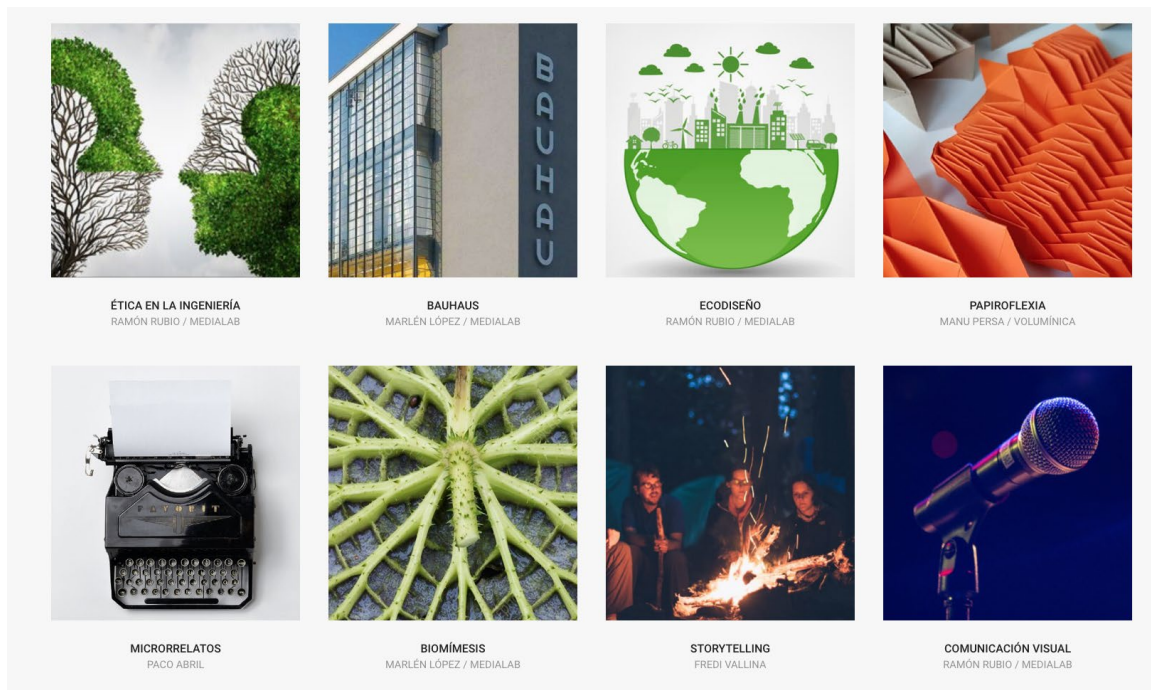 BAUHAU
ÉTICA EN LA INGENIERÍA
RAMÓN RUBIO / MEDIALAB
BAUHAUS
MARLÉN LÓPEZ / MEDIALAB
ECODISEÑO
RAMÓN RUBIO / MEDIALAB
PAPIROFLEXIA
MANU PERSA / VOLUMÍNICA
FAVORIT
MICRORRELATOS
PACO ABRIL
BIOMÍMESIS
MARLÉN LÓPEZ / MEDIALAB
STORYTELLING
FREDI VALLINA
COMUNICACIÓN VISUAL
RAMÓN RUBIO / MEDIALAB